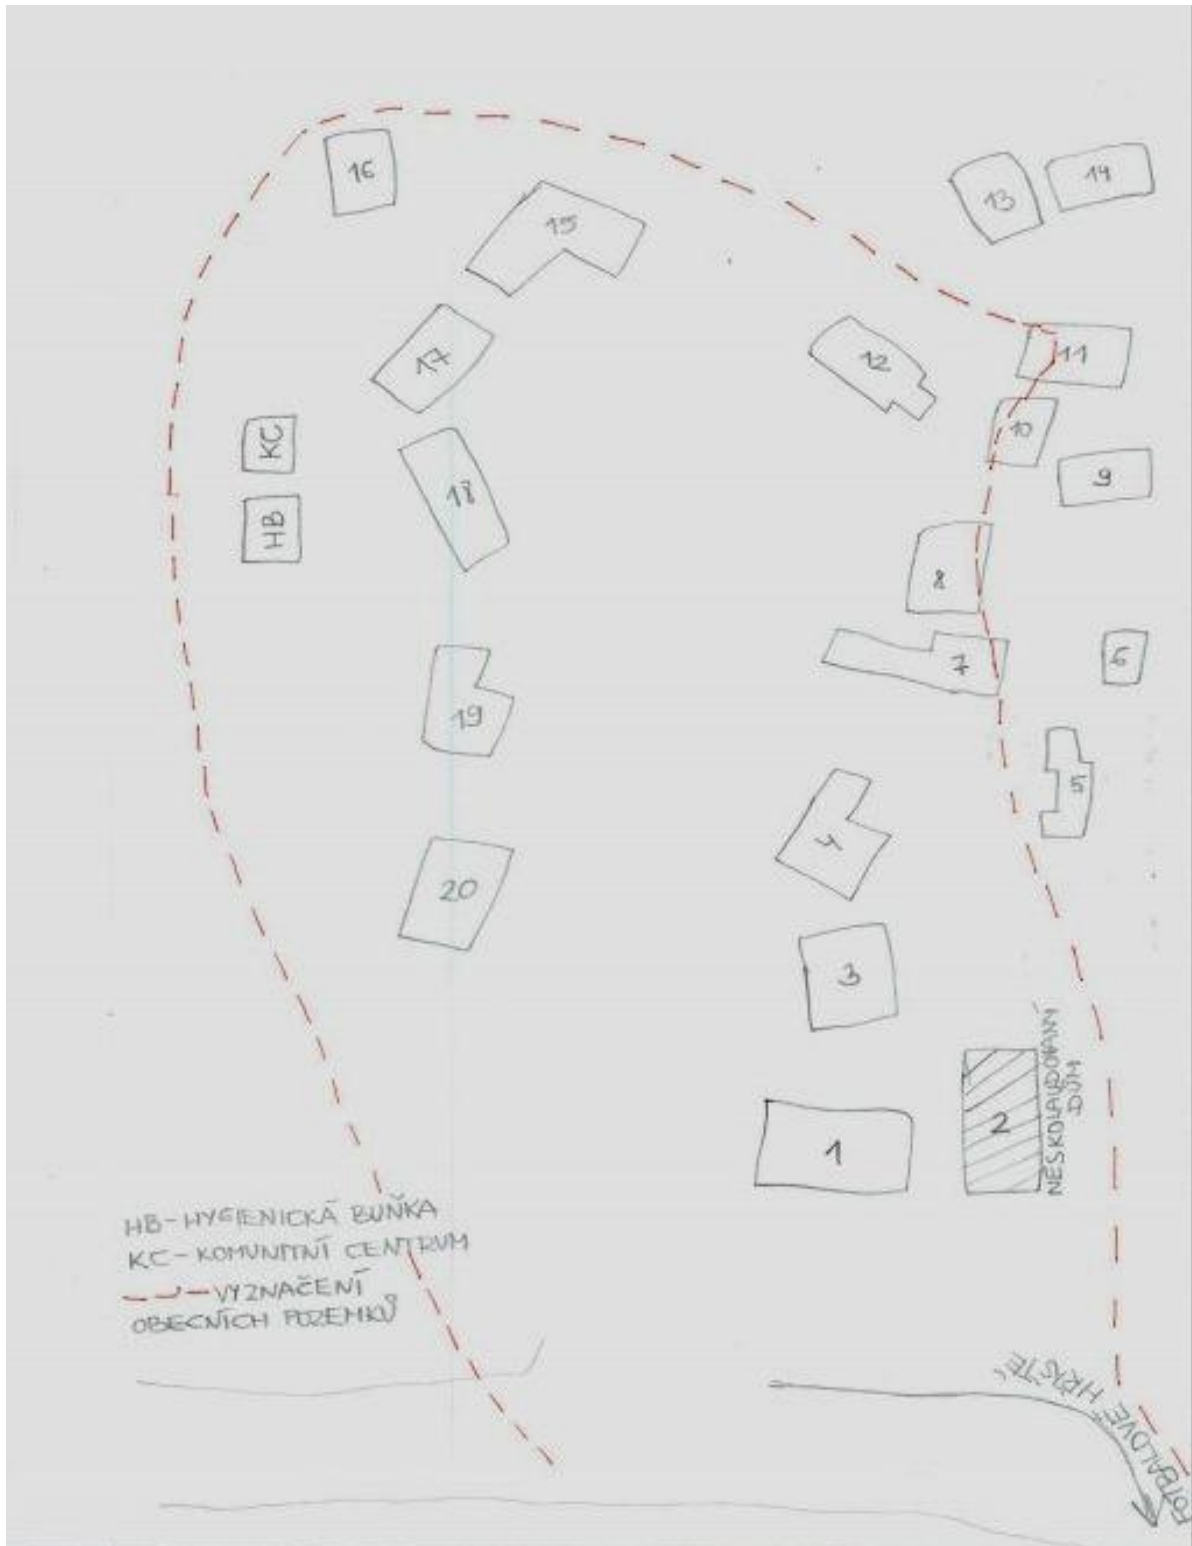 16
15
13
14
17
12
11
10
KC
18
9
HB
8
7
6
19
5
4
20
3
2
NESKOLAUDOVANÝ
DŮM
1
HB-HYGIENICKÁ BUŇKA
KC-KOMUNITNÍ CENTRUM
VYZNAČENÍ
OBECNÍCH POZEMKŮ
FOTBALOVÉ HŘIŠTĚ